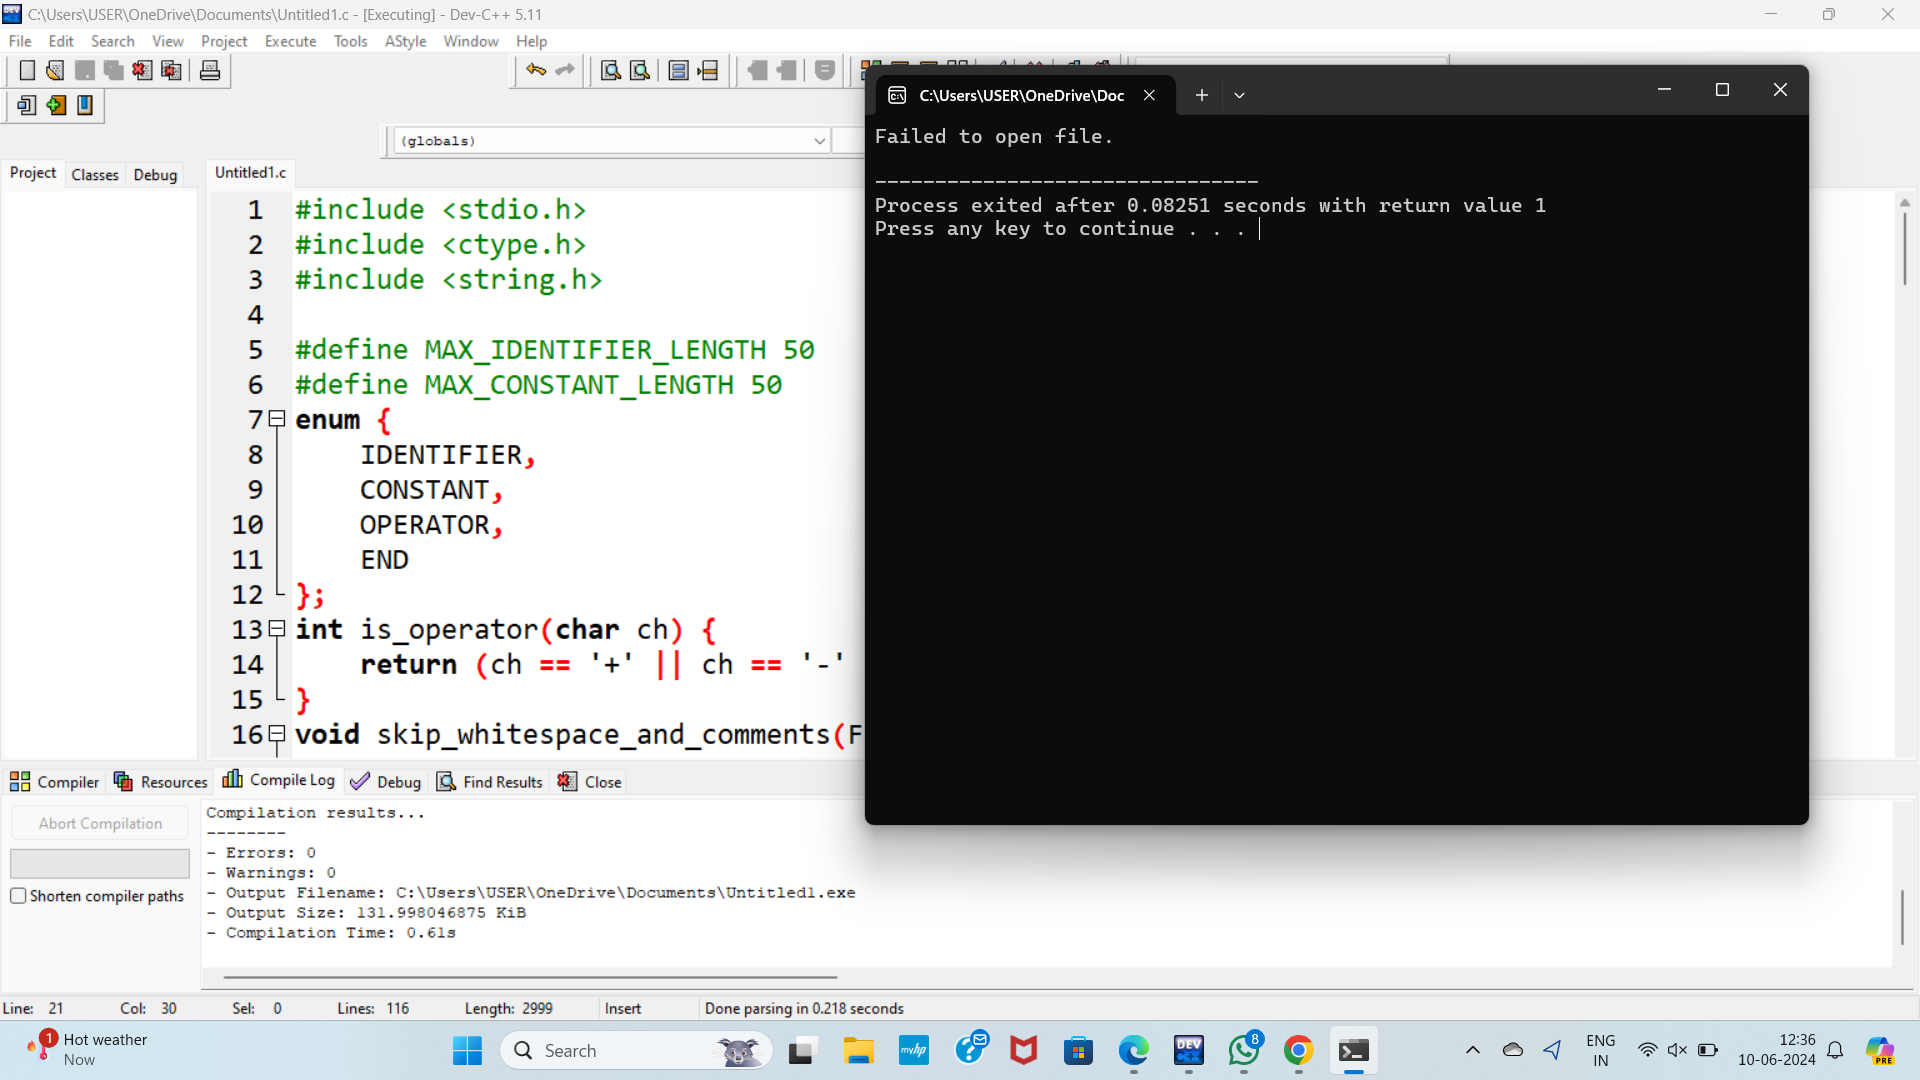 C:\Users\USER\OneDrive\Documents\Untitled1.c - [Executing] - Dev-C++ 5.11
File Edit Search View Project Execute Tools AStyle Window Help
(globals)
Project Classes Debug
Untitled1.c
1 #include <stdio.h>
2 #include <ctype.h>
3 #include <string.h>
4
5 #define MAX_IDENTIFIER_LENGTH 50
6 #define MAX_CONSTANT_LENGTH 50
7 enum {
8 IDENTIFIER,
9 CONSTANT,
10 OPERATOR,
11 END
12 };
13 int is_operator(char ch) {
14 return (ch == '+' || ch == '-'
15 }
16 void skip_whitespace_and_comments(F
C:\Users\USER\OneDrive\Doc
Failed to open file.
--------------------------------
Process exited after 0.08251 seconds with return value 1
Press any key to continue . . .
Compiler Resources Compile Log Debug Find Results Close
Abort Compilation
Shorten compiler paths
Compilation results...
--------
- Errors: 0
- Warnings: 0
- Output Filename: C:\Users\USER\OneDrive\Documents\Untitled1.exe
- Output Size: 131.998046875 KiB
- Compilation Time: 0.61s
Line: 21 Col: 30 Sel: 0 Lines: 116 Length: 2999 Insert Done parsing in 0.218 seconds
1
Hot weather
Now
Search
myhp
DEV
8
ENG
IN
12:36
10-06-2024
PRE